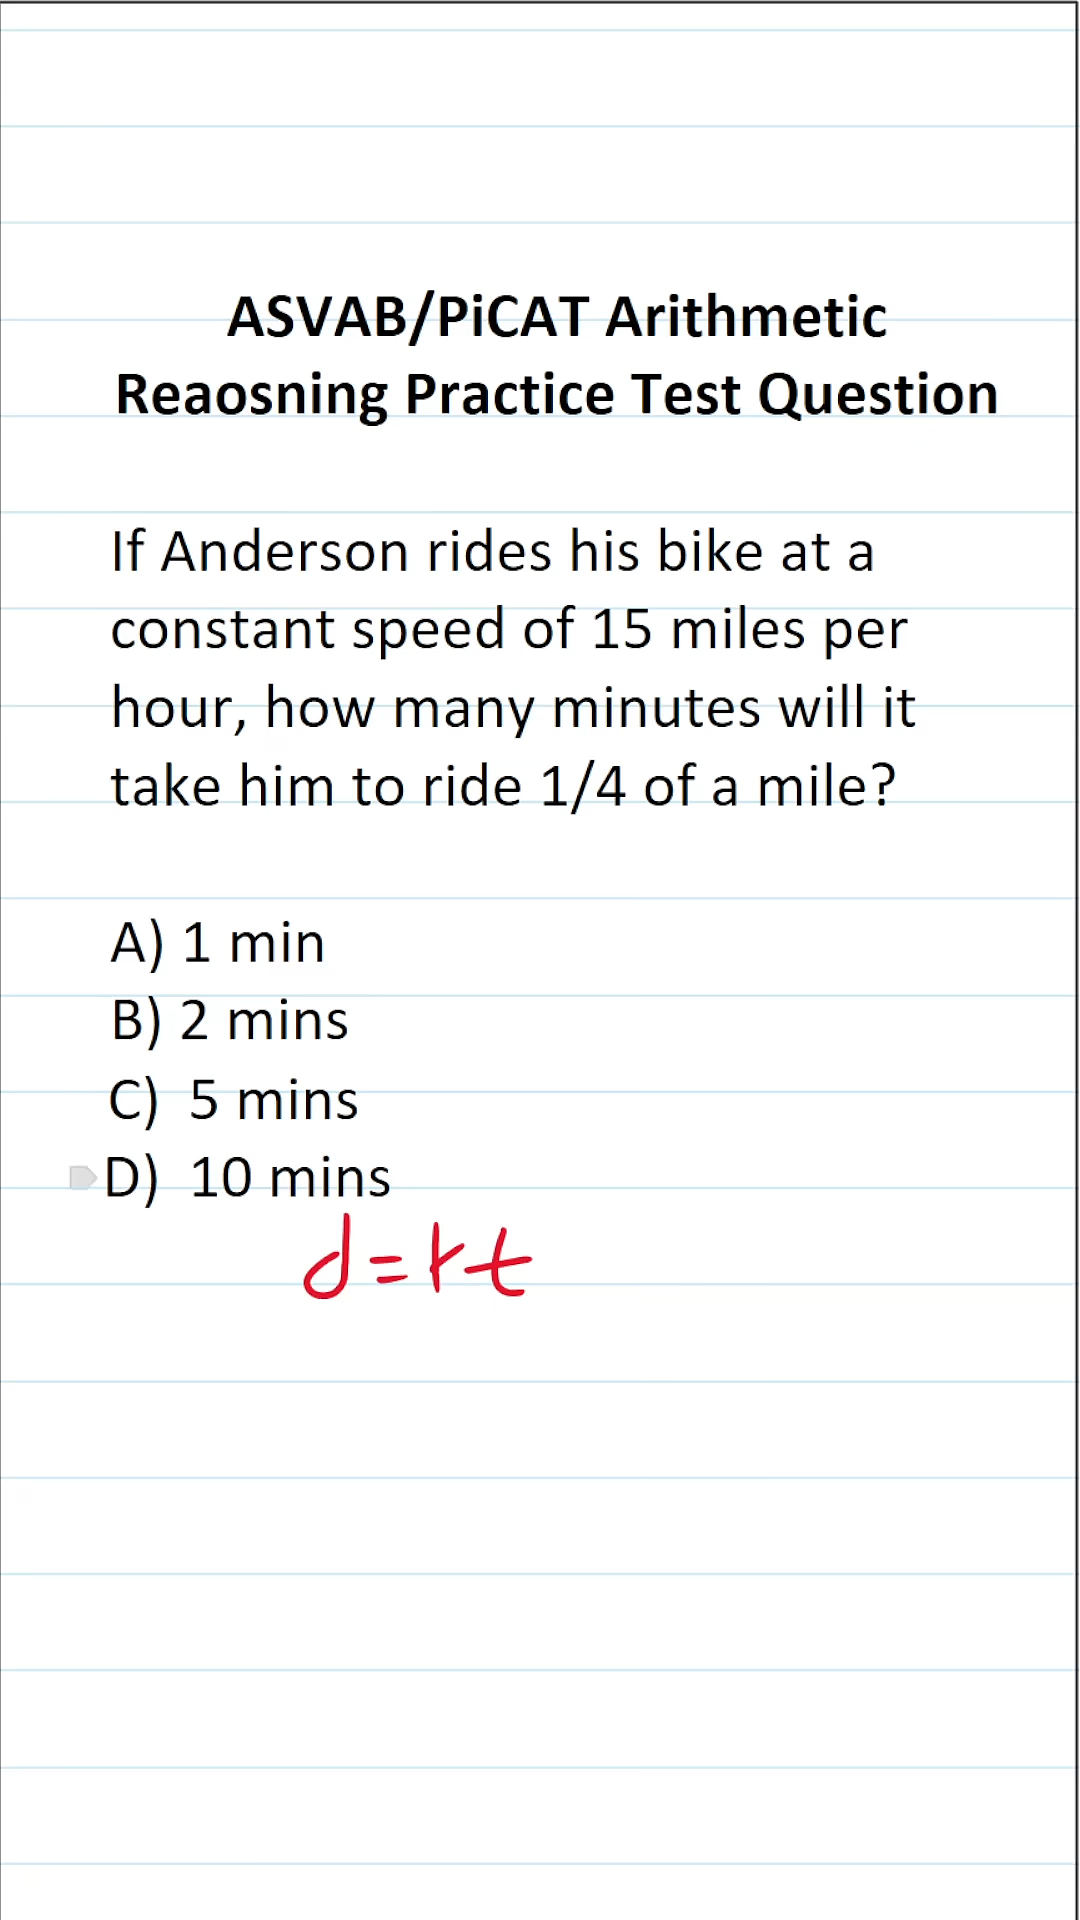 ASVAB/PiCAT Arithmetic
Reaosning Practice Test Question
If Anderson rides his bike at a
constant speed of 15 miles per
hour, how many minutes will it
take him to ride 1/4 of a mile?
A) 1 min
B) 2 mins
C) 5 mins
D) 10 mins
d=rt